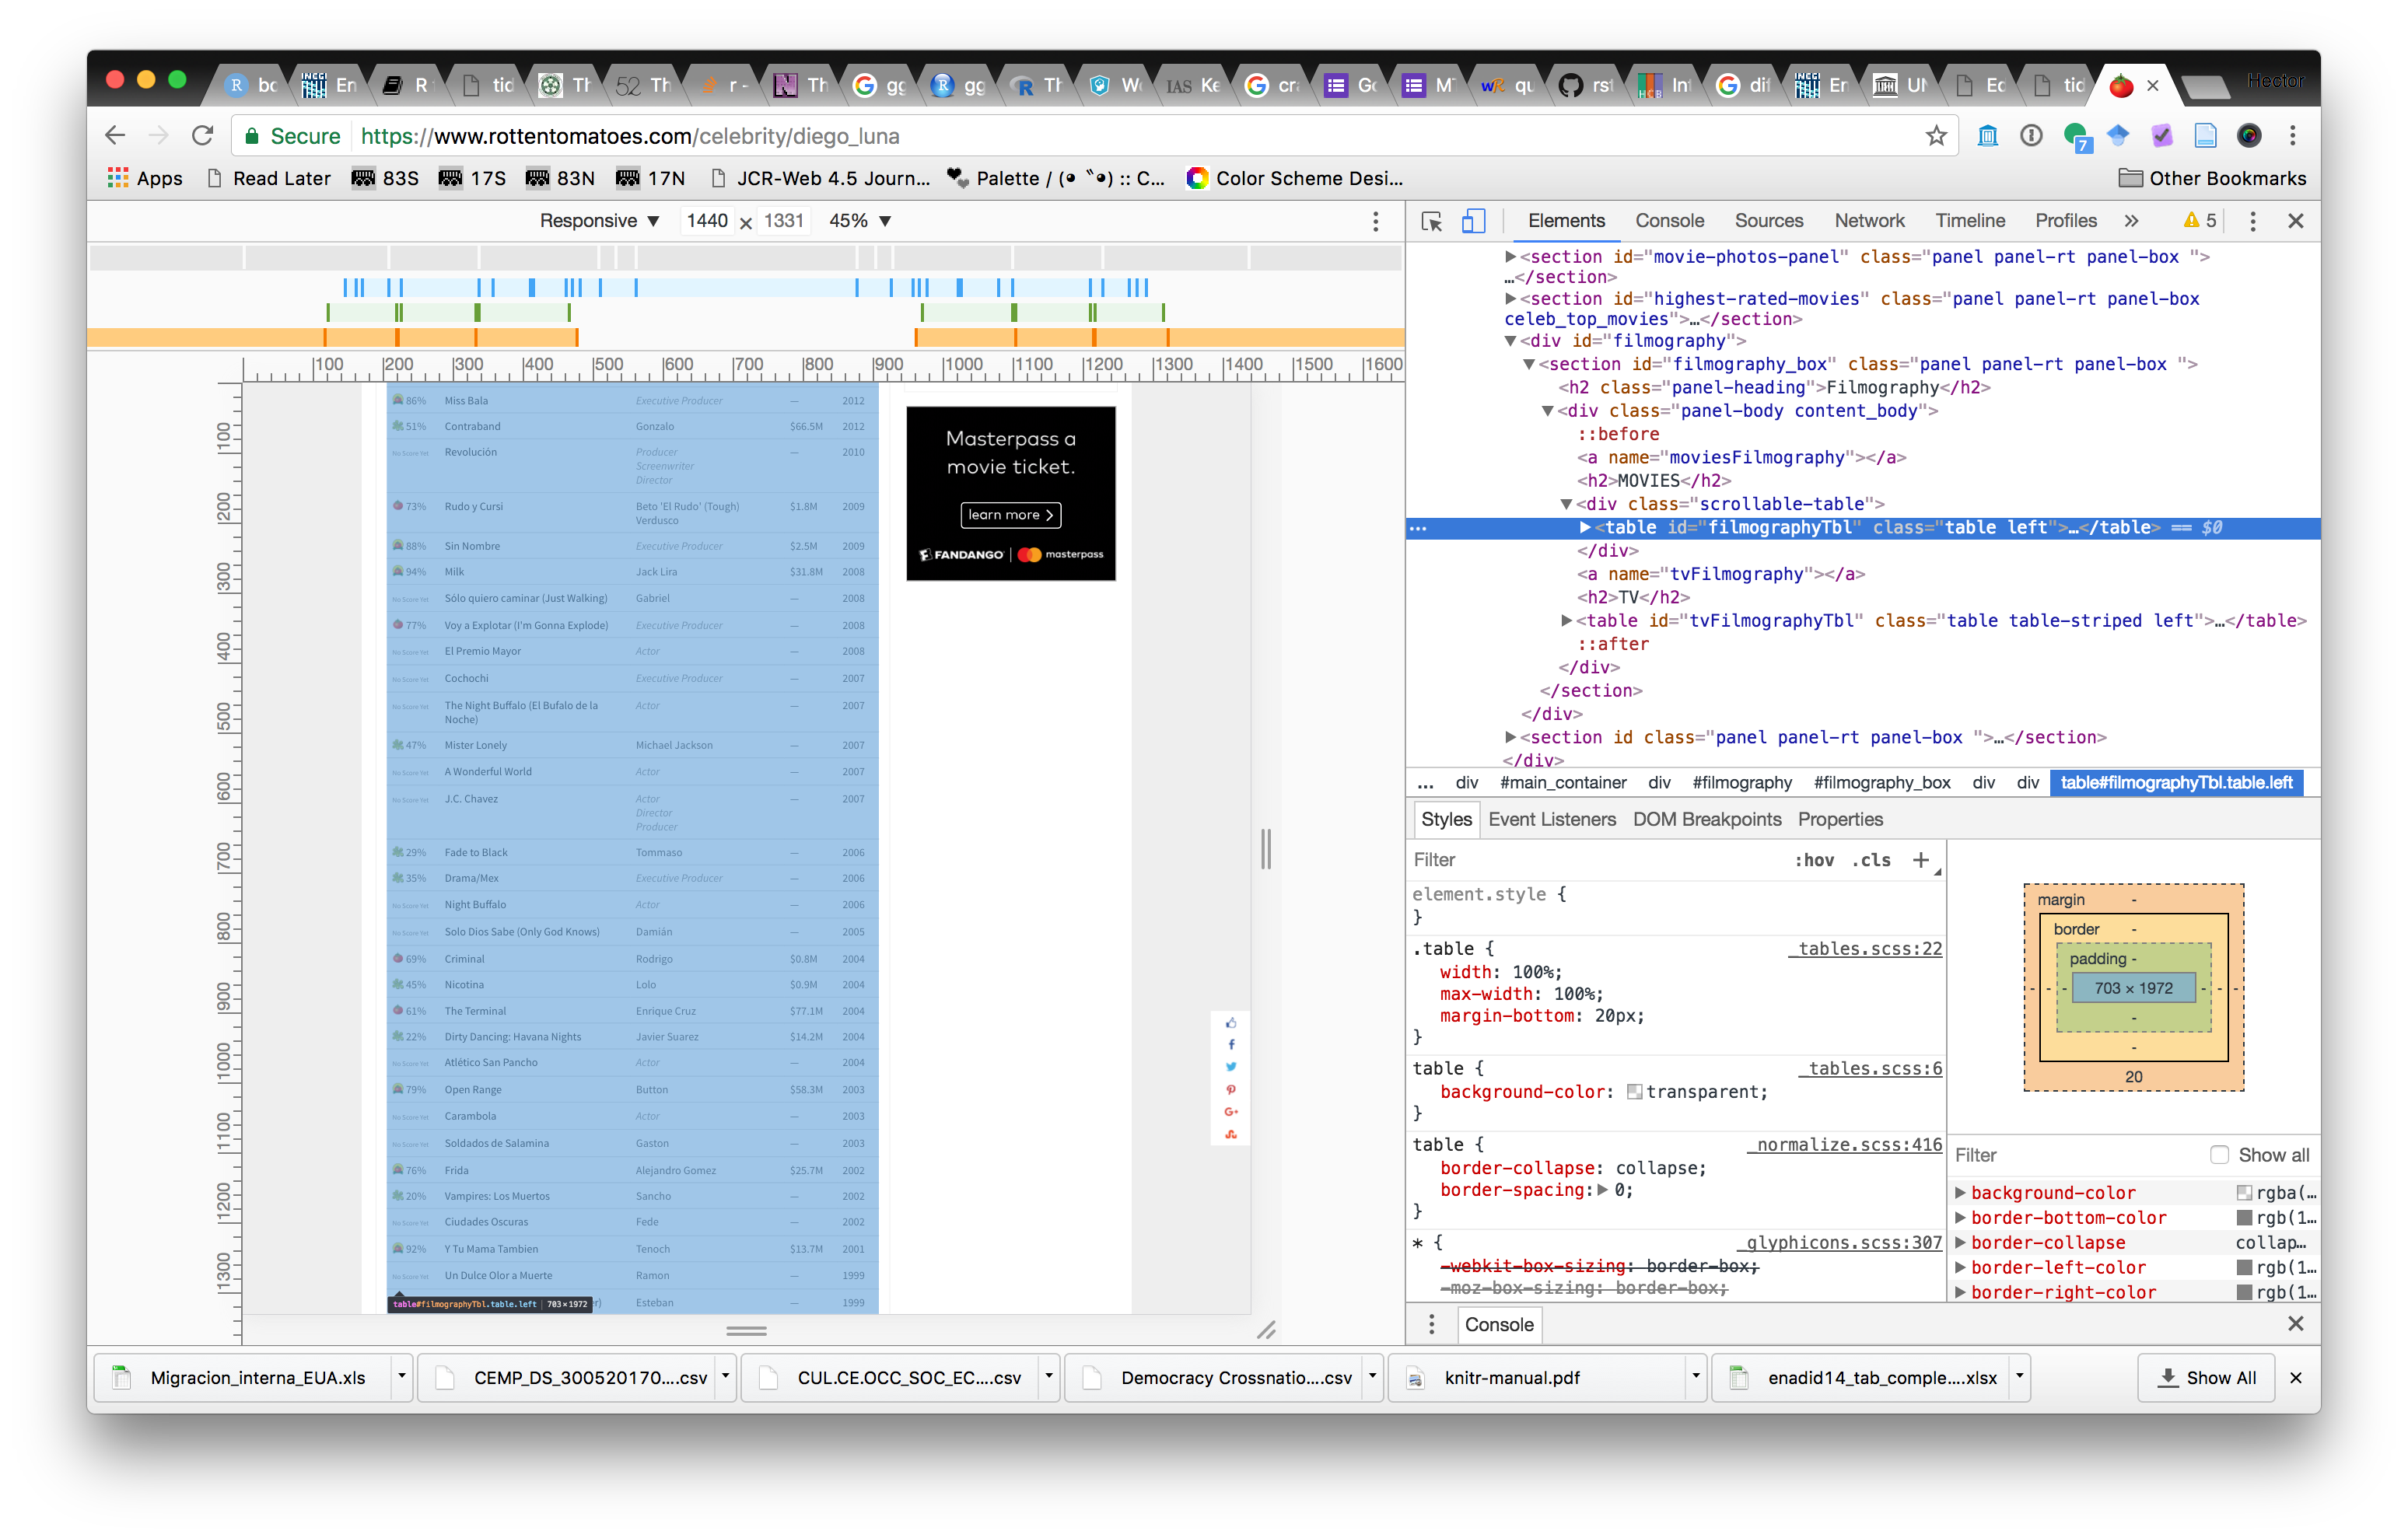 bc
En
R
tid
Th
52 Th
r -
Th
gg
gg
Th
Wo
IAS Ke
cr
Go
M
wR qu
rst
HCB Int
dif
En
UN
Ec
tid
Hector
Secure https://www.rottentomatoes.com/celebrity/diego_luna
7
Apps Read Later 83S 17S 83N 17N JCR-Web 4.5 Journ... Palette / (• ՝•) :: C... Color Scheme Desi... Other Bookmarks
Responsive ▼ 1440 × 1331 45% ▼
100 200 300 400 500 600 700 800 900 1000 1100 1200 1300 1400 1500 1600
100
200
300
400
500
600
700
800
900
1000
1100
1200
1300
86% Miss Bala Executive Producer — 2012
51% Contraband Gonzalo $66.5M 2012
No Score Yet Revolución Producer — 2010
Screenwriter
Director
73% Rudo y Cursi Beto 'El Rudo' (Tough) $1.8M 2009
Verdusco
88% Sin Nombre Executive Producer $2.5M 2009
94% Milk Jack Lira $31.8M 2008
No Score Yet Sólo quiero caminar (Just Walking) Gabriel — 2008
77% Voy a Explotar (I'm Gonna Explode) Executive Producer — 2008
No Score Yet El Premio Mayor Actor — 2008
No Score Yet Cochochi Executive Producer — 2007
No Score Yet The Night Buffalo (El Bufalo de la Actor — 2007
Noche)
47% Mister Lonely Michael Jackson — 2007
No Score Yet A Wonderful World Actor — 2007
No Score Yet J.C. Chavez Actor — 2007
Director
Producer
29% Fade to Black Tommaso — 2006
35% Drama/Mex Executive Producer — 2006
No Score Yet Night Buffalo Actor — 2006
No Score Yet Solo Dios Sabe (Only God Knows) Damián — 2005
69% Criminal Rodrigo $0.8M 2004
45% Nicotina Lolo $0.9M 2004
61% The Terminal Enrique Cruz $77.1M 2004
22% Dirty Dancing: Havana Nights Javier Suarez $14.2M 2004
No Score Yet Atlético San Pancho Actor — 2004
79% Open Range Button $58.3M 2003
No Score Yet Carambola Actor — 2003
No Score Yet Soldados de Salamina Gaston — 2003
76% Frida Alejandro Gomez $25.7M 2002
20% Vampires: Los Muertos Sancho — 2002
No Score Yet Ciudades Oscuras Fede — 2002
92% Y Tu Mama Tambien Tenoch $13.7M 2001
No Score Yet Un Dulce Olor a Muerte Ramon — 1999
table#filmographyTbl.table.left | 703×1972 r) Esteban — 1999
Masterpass a
movie ticket.
learn more >
FANDANGO | masterpass
Elements Console Sources Network Timeline Profiles » 5
▶<section id="movie-photos-panel" class="panel panel-rt panel-box ">
…</section>
▶<section id="highest-rated-movies" class="panel panel-rt panel-box
celeb_top_movies">…</section>
▼<div id="filmography">
▼<section id="filmography_box" class="panel panel-rt panel-box ">
<h2 class="panel-heading">Filmography</h2>
▼<div class="panel-body content_body">
::before
<a name="moviesFilmography"></a>
<h2>MOVIES</h2>
▼<div class="scrollable-table">
… ▶<table id="filmographyTbl" class="table left">…</table> == $0
</div>
<a name="tvFilmography"></a>
<h2>TV</h2>
▶<table id="tvFilmographyTbl" class="table table-striped left">…</table>
::after
</div>
</section>
</div>
▶<section id class="panel panel-rt panel-box ">…</section>
</div>
... div #main_container div #filmography #filmography_box div div table#filmographyTbl.table.left
Styles Event Listeners DOM Breakpoints Properties
Filter :hov .cls +
element.style {
}
.table { _tables.scss:22
width: 100%;
max-width: 100%;
margin-bottom: 20px;
}
table { _tables.scss:6
background-color: transparent;
}
table { _normalize.scss:416
border-collapse: collapse;
border-spacing:▶ 0;
}
* { _glyphicons.scss:307
-webkit-box-sizing: border-box;
-moz-box-sizing: border-box;
margin -
border -
padding -
- - - 703 × 1972 - - -
-
-
20
Filter Show all
▶ background-color rgba(…
▶ border-bottom-color rgb(1…
▶ border-collapse collap…
▶ border-left-color rgb(1…
▶ border-right-color rgb(1…
Console
Migracion_interna_EUA.xls CEMP_DS_300520170....csv CUL.CE.OCC_SOC_EC....csv Democracy Crossnatio....csv knitr-manual.pdf enadid14_tab_comple....xlsx Show All